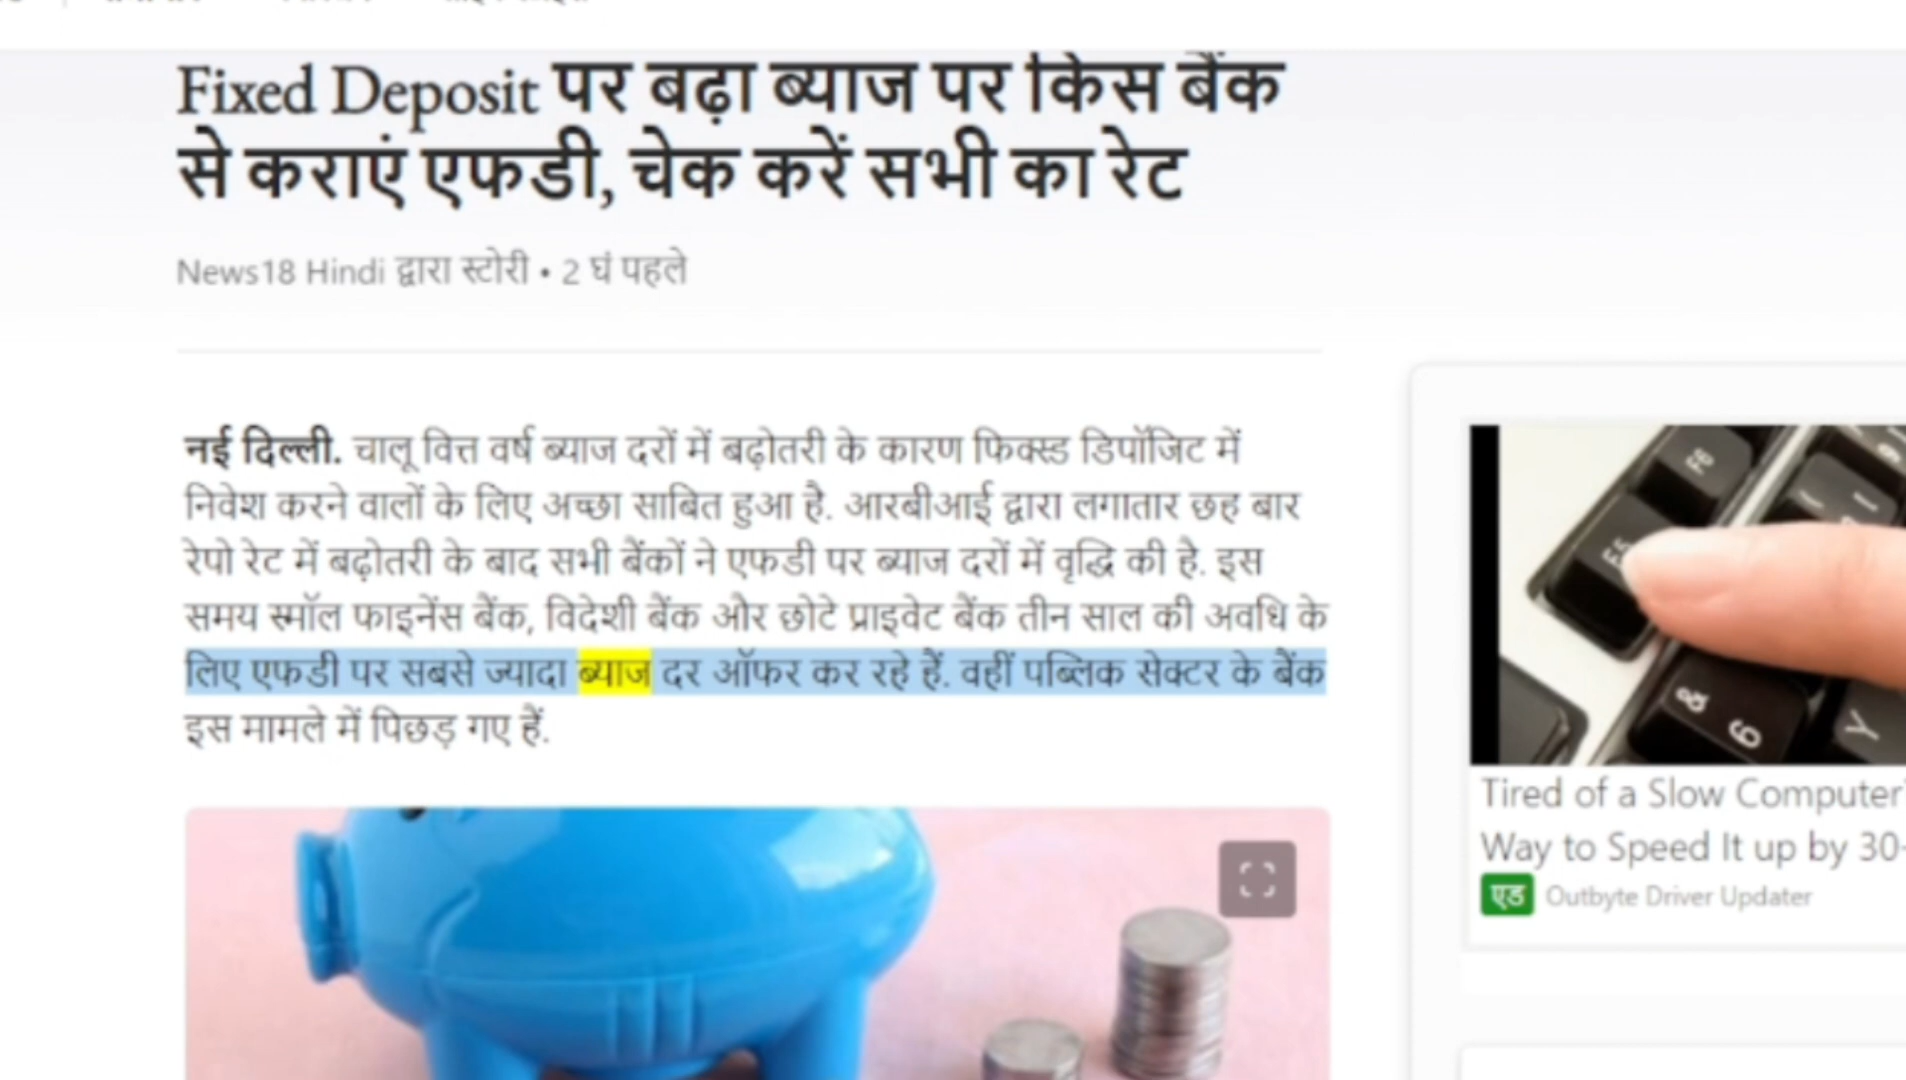 Fixed Deposit पर बढ़ा ब्याज पर किस बैंक
से कराएं एफडी, चेक करें सभी का रेट
News18 Hindi द्वारा स्टोरी • 2 घं पहले
नई दिल्ली. चालू वित्त वर्ष ब्याज दरों में बढ़ोतरी के कारण फिक्स्ड डिपॉजिट में
निवेश करने वालों के लिए अच्छा साबित हुआ है. आरबीआई द्वारा लगातार छह बार
रेपो रेट में बढ़ोतरी के बाद सभी बैंकों ने एफडी पर ब्याज दरों में वृद्धि की है. इस
समय स्मॉल फाइनेंस बैंक, विदेशी बैंक और छोटे प्राइवेट बैंक तीन साल की अवधि के
लिए एफडी पर सबसे ज्यादा ब्याज दर ऑफर कर रहे हैं. वहीं पब्लिक सेक्टर के बैंक
इस मामले में पिछड़ गए हैं.
F6
F5
& 6
Y
Tired of a Slow Computer
Way to Speed It up by 30-
एड Outbyte Driver Updater